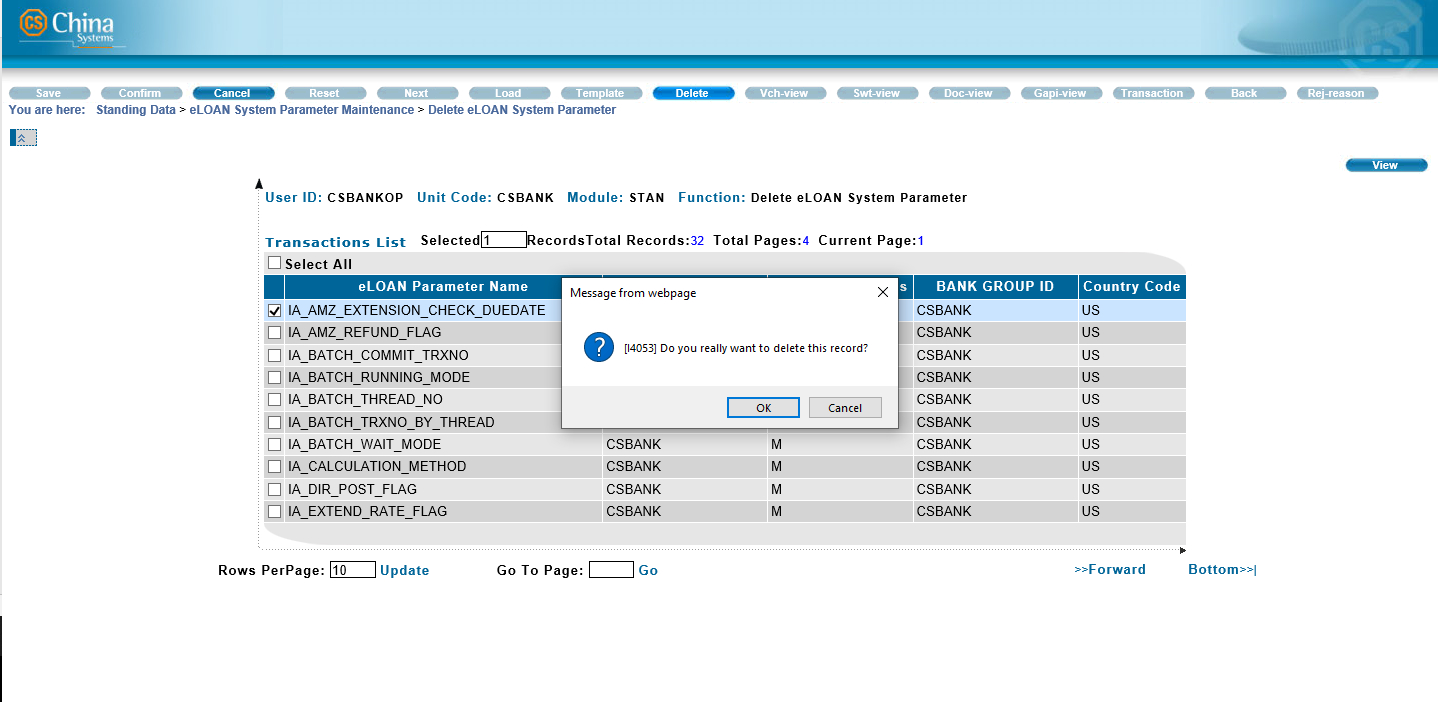 CS China
Systems
Save Confirm Cancel Reset Next Load Template Delete Vch-view Swt-view Doc-view Gapi-view Transaction Back Rej-reason
You are here: Standing Data > eLOAN System Parameter Maintenance > Delete eLOAN System Parameter
View
User ID: CSBANKOP Unit Code: CSBANK Module: STAN Function: Delete eLOAN System Parameter
Transactions List Selected 1 RecordsTotal Records:32 Total Pages:4 Current Page:1
Select All
eLOAN Parameter Name s BANK GROUP ID Country Code
IA_AMZ_EXTENSION_CHECK_DUEDATE CSBANK US
IA_AMZ_REFUND_FLAG CSBANK US
IA_BATCH_COMMIT_TRXNO CSBANK US
IA_BATCH_RUNNING_MODE CSBANK US
IA_BATCH_THREAD_NO CSBANK US
IA_BATCH_TRXNO_BY_THREAD CSBANK US
IA_BATCH_WAIT_MODE CSBANK M CSBANK US
IA_CALCULATION_METHOD CSBANK M CSBANK US
IA_DIR_POST_FLAG CSBANK M CSBANK US
IA_EXTEND_RATE_FLAG CSBANK M CSBANK US
Message from webpage
? [I4053] Do you really want to delete this record?
OK Cancel
Rows PerPage: 10 Update Go To Page: Go >>Forward Bottom>>|